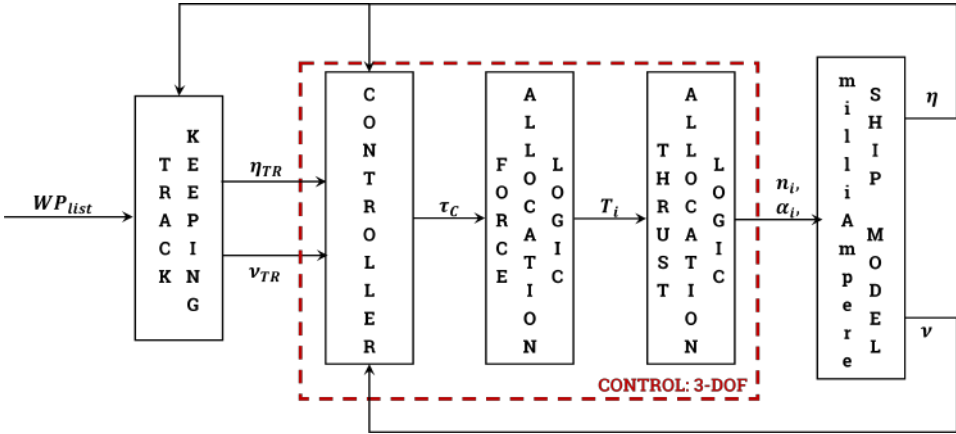 WP_list
TRACK
KEEPING
η_TR
ν_TR
CONTROLLER
τ_C
FORCE
ALLOCATION
LOGIC
T_i
THRUST
ALLOCATION
LOGIC
n_i,
α_i,
milliAmpere
SHIP MODEL
η
ν
CONTROL: 3-DOF